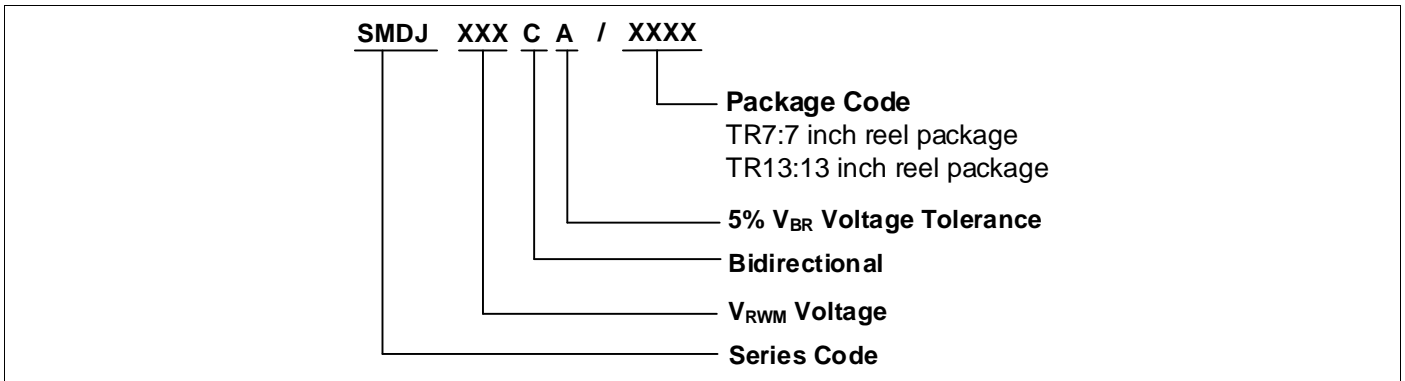 SMDJ XXX C A / XXXX
Package Code
TR7:7 inch reel package
TR13:13 inch reel package
5% VBR Voltage Tolerance
Bidirectional
VRWM Voltage
Series Code